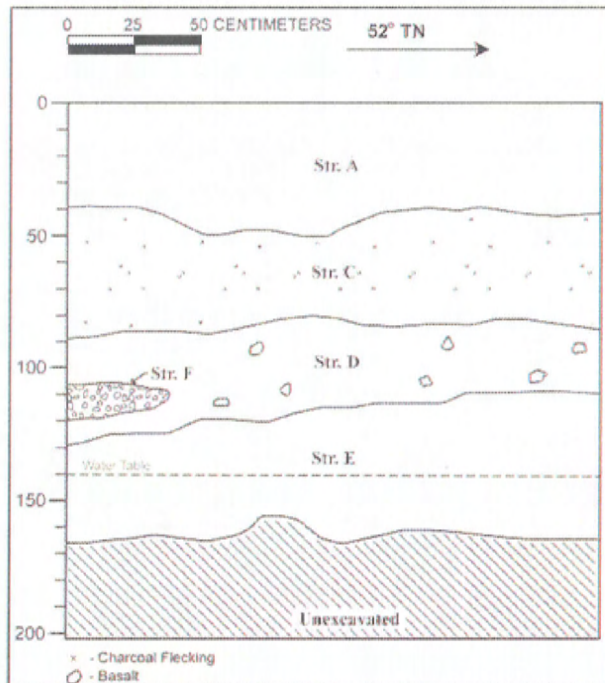 0 25 50 CENTIMETERS 52° TN
0
Str. A
50
Str. C
100
Str. D
Str. F
Str. E
Water Table
150
Unexcavated
200
x - Charcoal Flecking
- Basalt